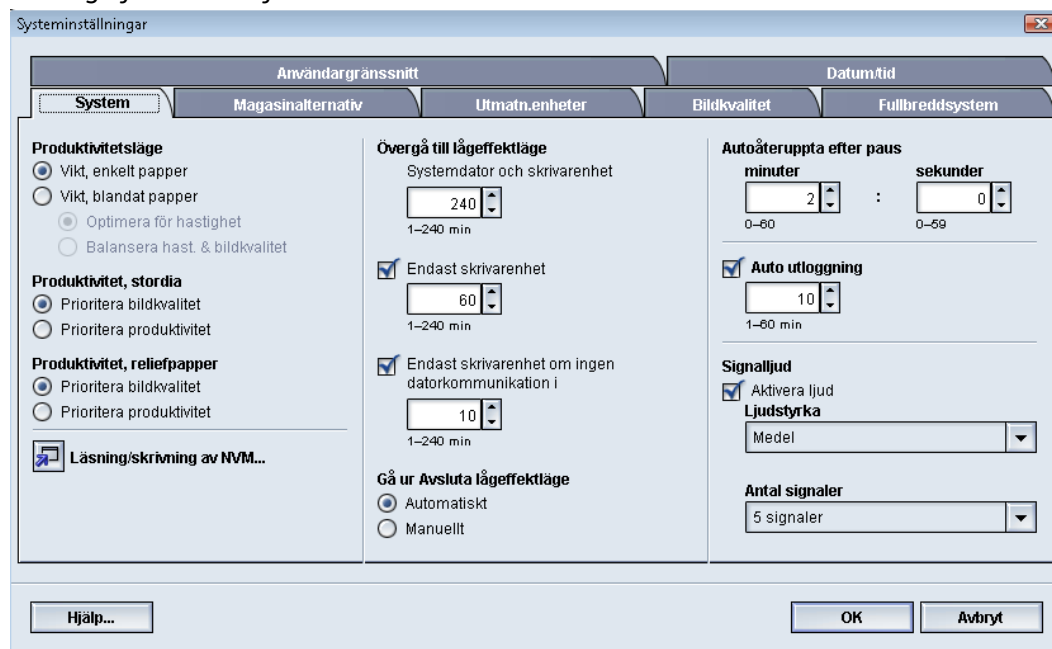 Systeminställningar
Användargränssnitt
Datum/tid
System
Magasinalternativ
Utmatn.enheter
Bildkvalitet
Fullbreddsystem
Produktivitetsläge
Vikt, enkelt papper
Vikt, blandat papper
Optimera för hastighet
Balansera hast. & bildkvalitet
Produktivitet, stordia
Prioritera bildkvalitet
Prioritera produktivitet
Produktivitet, reliefpapper
Prioritera bildkvalitet
Prioritera produktivitet
Läsning/skrivning av NVM...
Övergå till lågeffektläge
Systemdator och skrivarenhet
240
1–240 min
Endast skrivarenhet
60
1–240 min
Endast skrivarenhet om ingen
datorkommunikation i
10
1–240 min
Gå ur Avsluta lågeffektläge
Automatiskt
Manuellt
Autoåteruppta efter paus
minuter
sekunder
2 : 0
0–60
0–59
Auto utloggning
10
1–60 min
Signalljud
Aktivera ljud
Ljudstyrka
Medel
Antal signaler
5 signaler
Hjälp...
OK
Avbryt